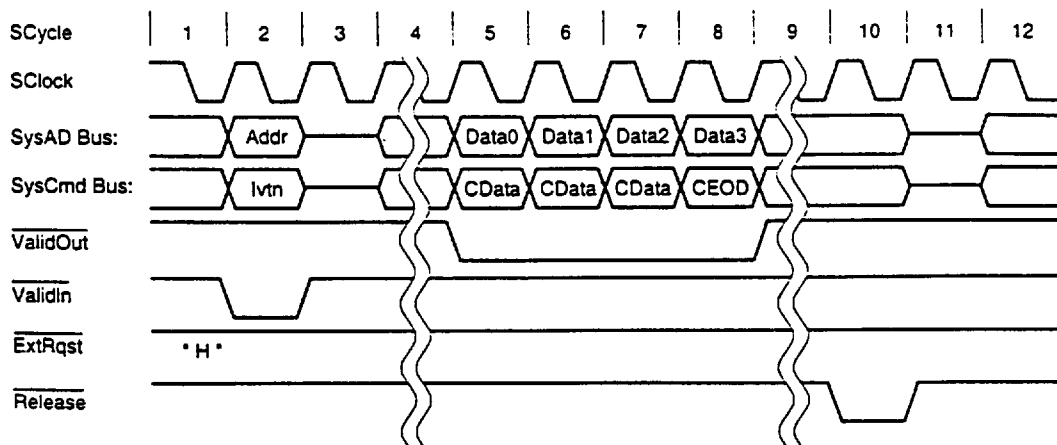 SCycle 1 2 3 4 5 6 7 8 9 10 11 12
SClock
SysAD Bus: Addr Data0 Data1 Data2 Data3
SysCmd Bus: Ivtn CData CData CData CEOD
ValidOut
ValidIn
ExtRqst "H"
Release